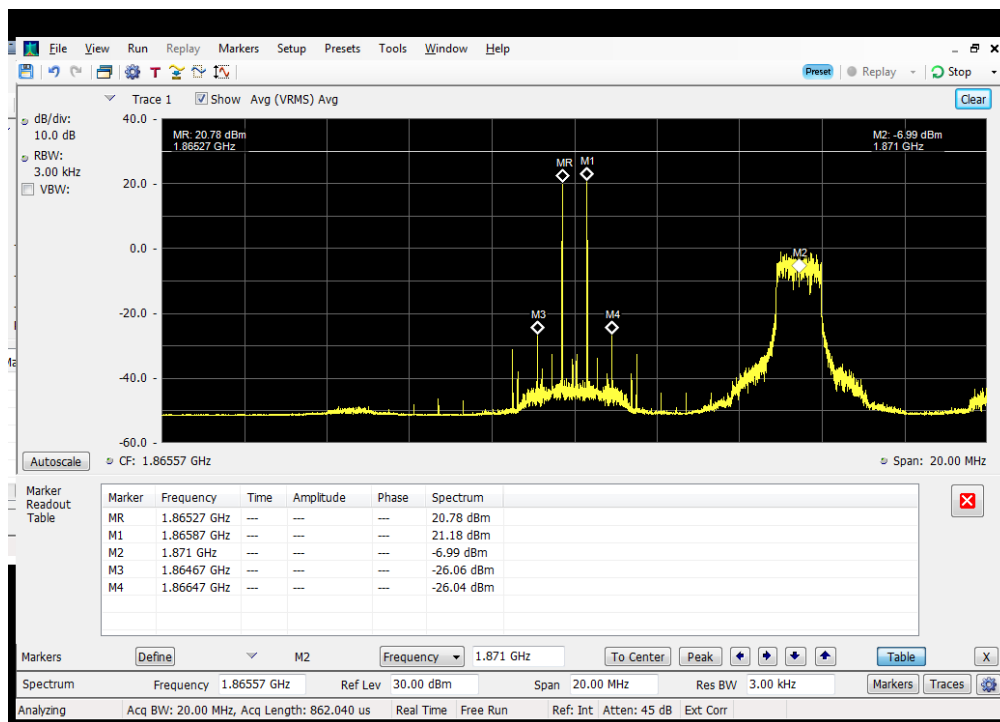 File View Run Replay Markers Setup Presets Tools Window Help
T Preset Replay Stop
Trace 1 Show Avg (VRMS) Avg Clear
dB/div:
10.0 dB
RBW:
3.00 kHz
VBW:
40.0
20.0
0.0
-20.0
-40.0
-60.0
MR: 20.78 dBm
1.86527 GHz
M2: -6.99 dBm
1.871 GHz
MR M1
M2
M3 M4
Autoscale CF: 1.86557 GHz Span: 20.00 MHz
Marker
Readout
Table
Marker Frequency Time Amplitude Phase Spectrum
MR 1.86527 GHz --- --- --- 20.78 dBm
M1 1.86587 GHz --- --- --- 21.18 dBm
M2 1.871 GHz --- --- --- -6.99 dBm
M3 1.86467 GHz --- --- --- -26.06 dBm
M4 1.86647 GHz --- --- --- -26.04 dBm
Markers Define M2 Frequency 1.871 GHz To Center Peak Table X
Spectrum Frequency 1.86557 GHz Ref Lev 30.00 dBm Span 20.00 MHz Res BW 3.00 kHz Markers Traces
Analyzing Acq BW: 20.00 MHz, Acq Length: 862.040 us Real Time Free Run Ref: Int Atten: 45 dB Ext Corr